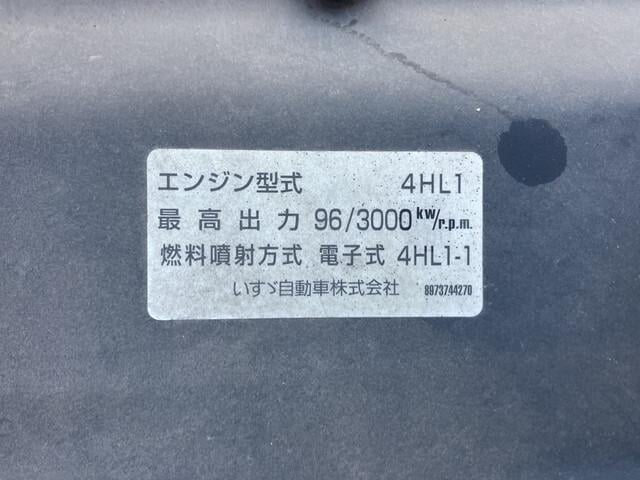 エンジン型式 4HL1
最高出力 96/3000 kw/r.p.m.
燃料噴射方式 電子式 4HL1-1
いすゞ自動車株式会社 8973744270